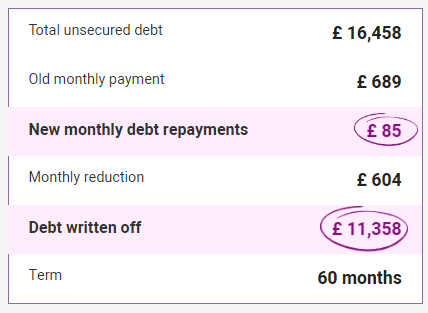 Total unsecured debt £ 16,458
Old monthly payment £ 689
New monthly debt repayments £ 85
Monthly reduction £ 604
Debt written off £ 11,358
Term 60 months